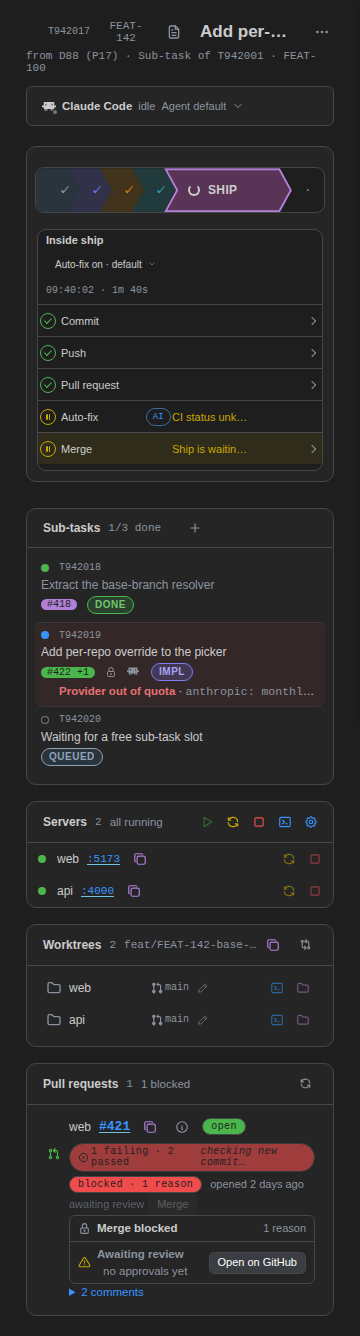 T942017 FEAT-142 Add per-… ···
from D88 (P17) · Sub-task of T942001 · FEAT-
100
Claude Code idle Agent default
SHIP
Inside ship
Auto-fix on · default
09:40:02 · 1m 40s
Commit
Push
Pull request
Auto-fix AI CI status unk…
Merge Ship is waitin…
Sub-tasks 1/3 done
T942018
Extract the base-branch resolver
#418 DONE
T942019
Add per-repo override to the picker
#422 +1 IMPL
Provider out of quota · anthropic: monthl…
T942020
Waiting for a free sub-task slot
QUEUED
Servers 2 all running
web :5173
api :4000
Worktrees 2 feat/FEAT-142-base-…
web main
api main
Pull requests 1 1 blocked
web #421 open
1 failing · 2 passed checking new commit…
blocked · 1 reason opened 2 days ago
awaiting review Merge
Merge blocked 1 reason
Awaiting review
no approvals yet
Open on GitHub
2 comments